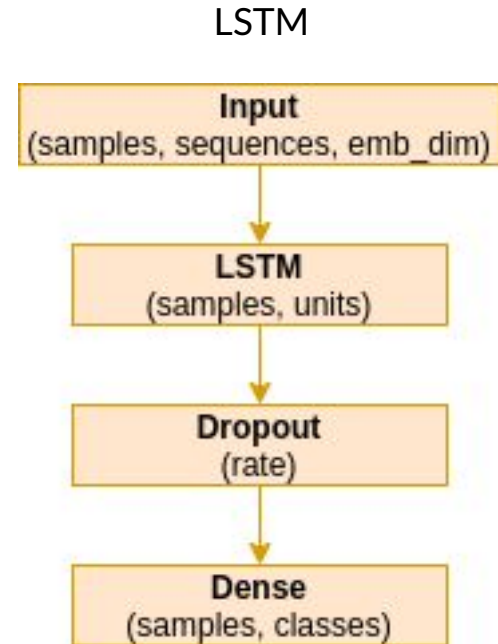 LSTM
Input
(samples, sequences, emb_dim)
LSTM
(samples, units)
Dropout
(rate)
Dense
(samples, classes)